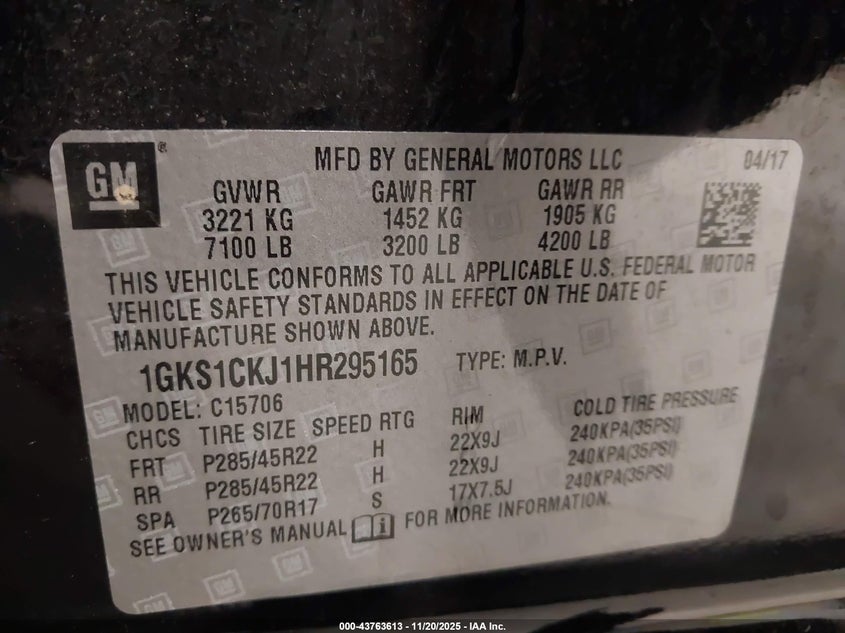 GM ®
MFD BY GENERAL MOTORS LLC 04/17
GVWR GAWR FRT GAWR RR
3221 KG 1452 KG 1905 KG
7100 LB 3200 LB 4200 LB
THIS VEHICLE CONFORMS TO ALL APPLICABLE U.S. FEDERAL MOTOR
VEHICLE SAFETY STANDARDS IN EFFECT ON THE DATE OF
MANUFACTURE SHOWN ABOVE.
1GKS1CKJ1HR295165 TYPE: M.P.V.
MODEL: C15706
CHCS TIRE SIZE SPEED RTG RIM COLD TIRE PRESSURE
FRT P285/45R22 H 22X9J 240KPA(35PSI)
RR P285/45R22 H 22X9J 240KPA(35PSI)
SPA P265/70R17 S 17X7.5J 240KPA(35PSI)
SEE OWNER'S MANUAL i FOR MORE INFORMATION.
000-43763613 - 11/20/2025 - IAA Inc.